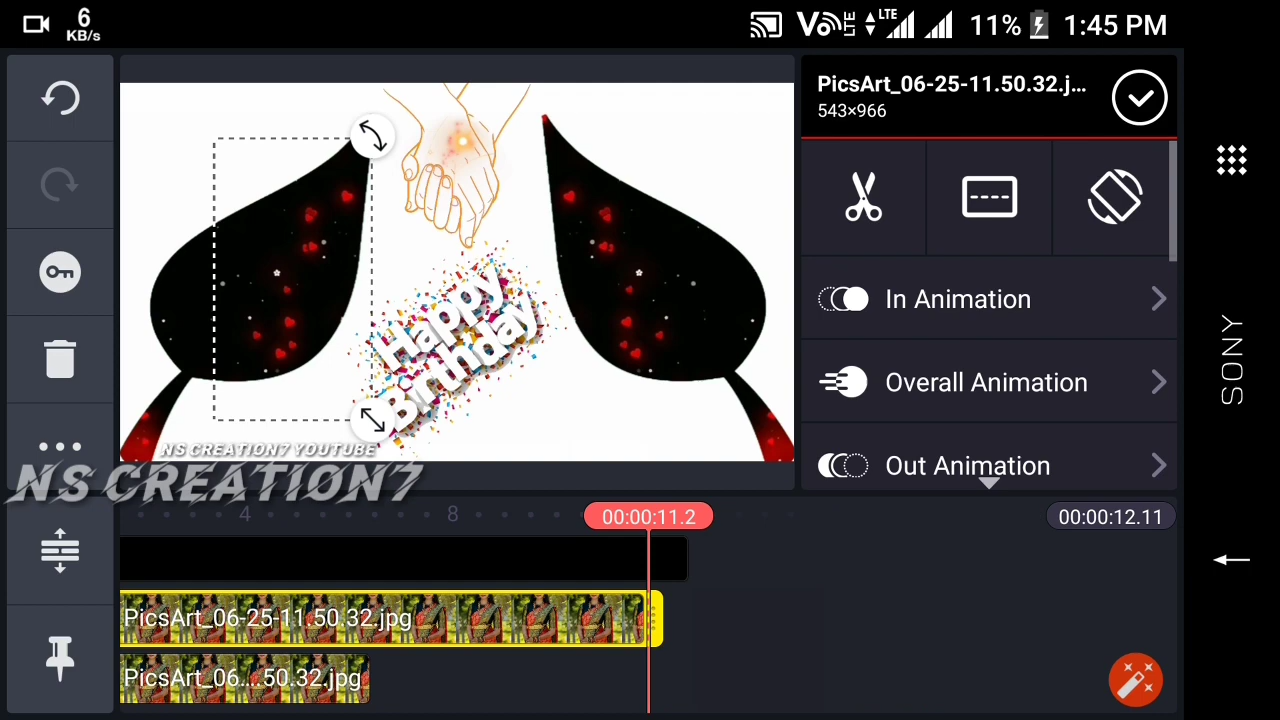 6
KB/s
Vo LTE
LTE
11%
1:45 PM
PicsArt_06-25-11.50.32.j...
543×966
In Animation
Overall Animation
Out Animation
Happy
Birthday
NS CREATION7 YOUTUBE
NS CREATION7
4
8
00:00:11.2
00:00:12.11
PicsArt_06-25-11.50.32.jpg
PicsArt_06....50.32.jpg
SONY